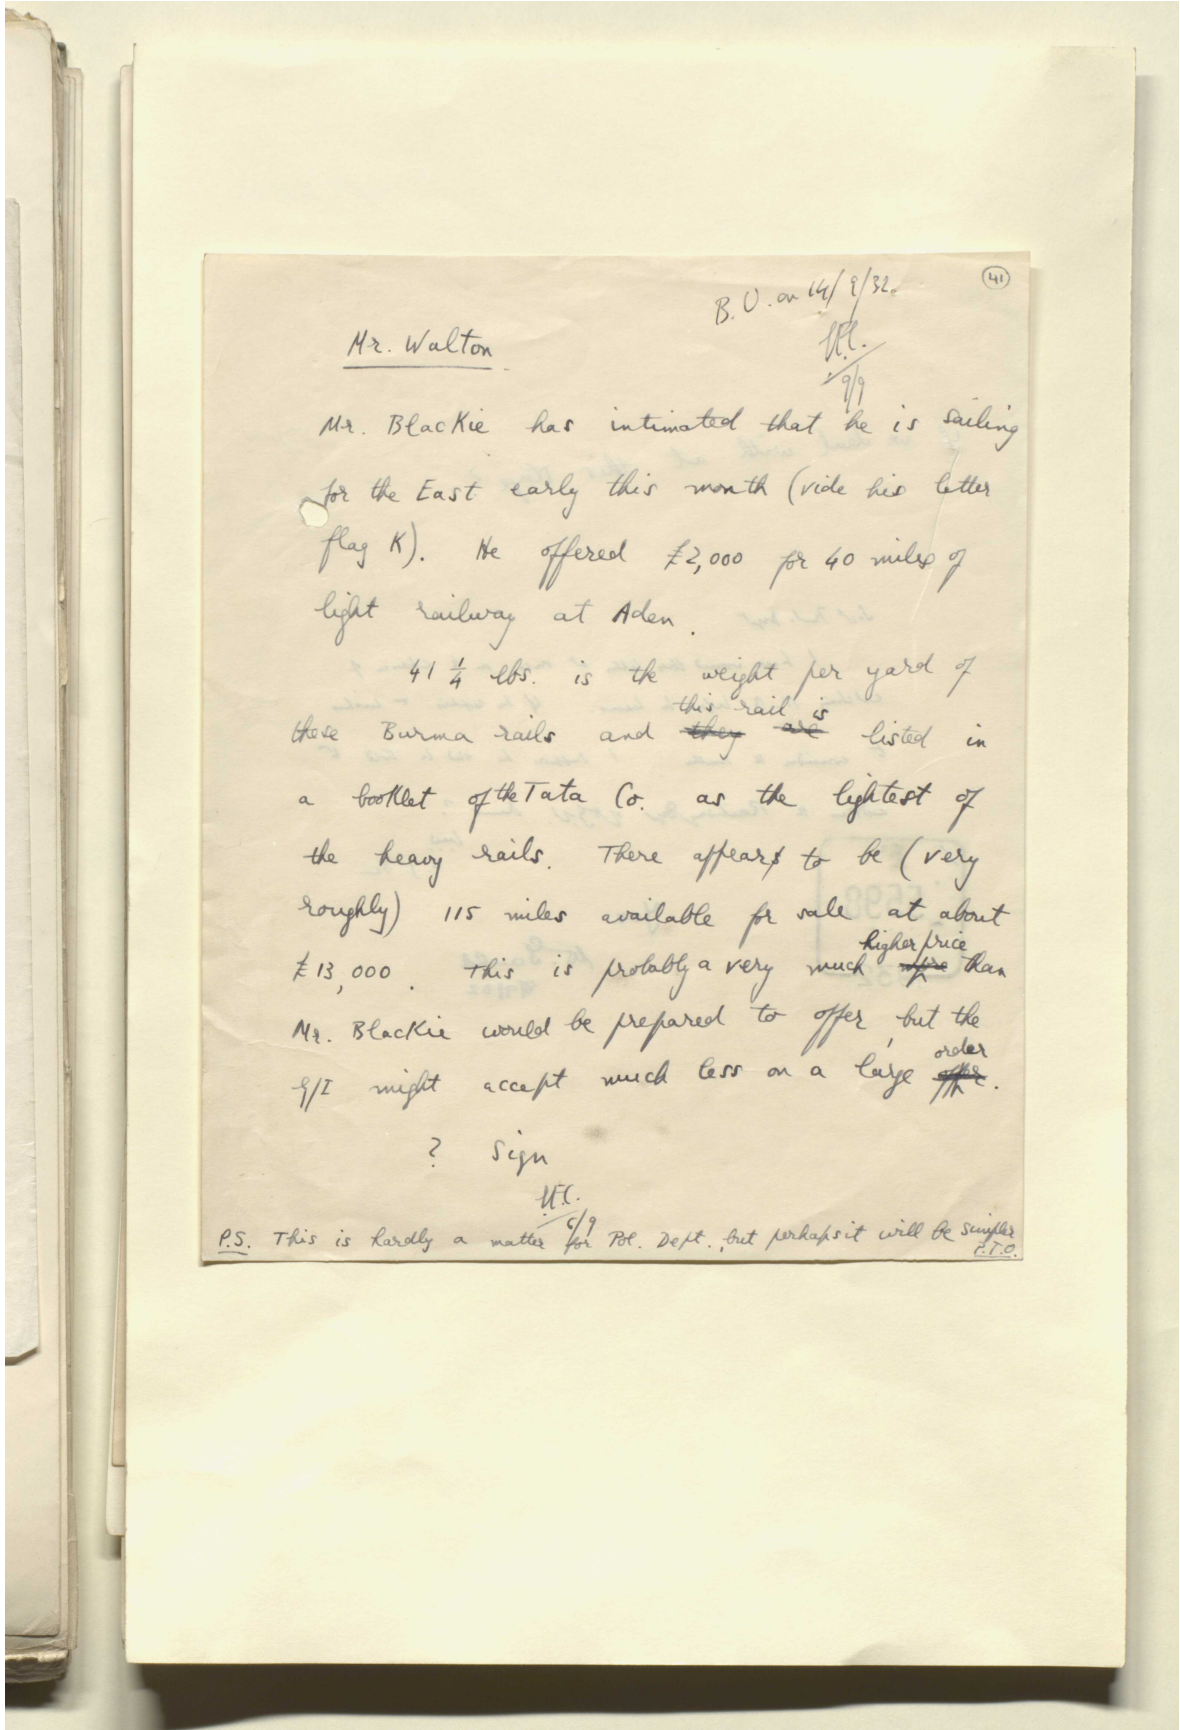 41
B. U. on 14/9/32.
9/9
Mr. Walton
Mr. Blackie has intimated that he is sailing
for the East early this month (vide his letter
flag K). He offered £2,000 for 40 miles of
light railway at Aden.
41 1/4 lbs. is the weight per yard of
this rail is
these Burma rails and they are listed in
a booklet of the Tata Co. as the lightest of
the heavy rails. There appears to be (very
roughly) 115 miles available for sale at about
higher price
£13,000. This is probably a very much more than
Mr. Blackie would be prepared to offer, but the
order
G/I might accept much less on a large offer.
? Sign
6/9
P.S. This is hardly a matter for Pol. Dept., but perhaps it will be simpler
P.T.O.